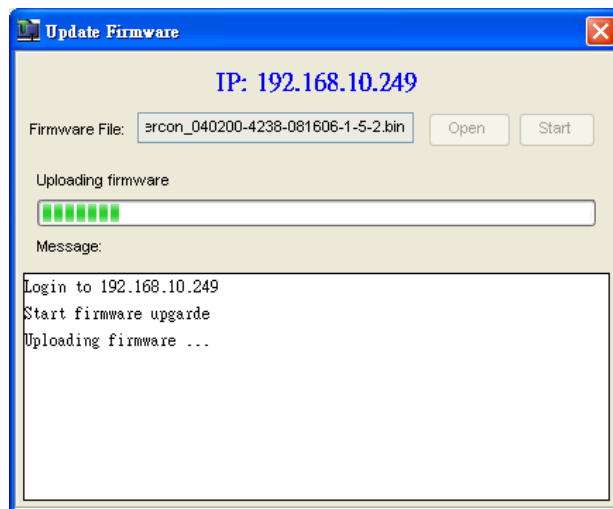 Update Firmware
IP: 192.168.10.249
Firmware File: ercon_040200-4238-081606-1-5-2.bin Open Start
Uploading firmware
Message:
Login to 192.168.10.249
Start firmware upgarde
Uploading firmware ...